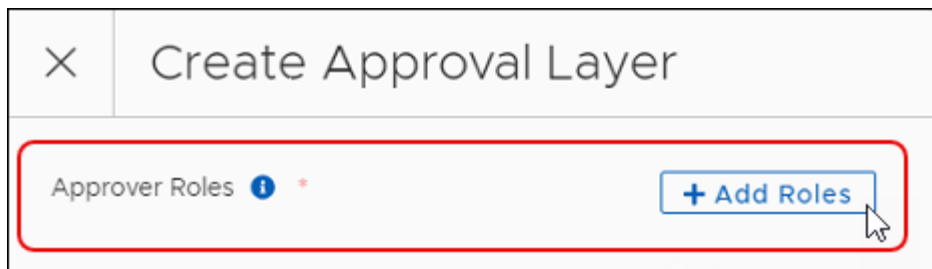 Create Approval Layer
Approver Roles i *
+ Add Roles